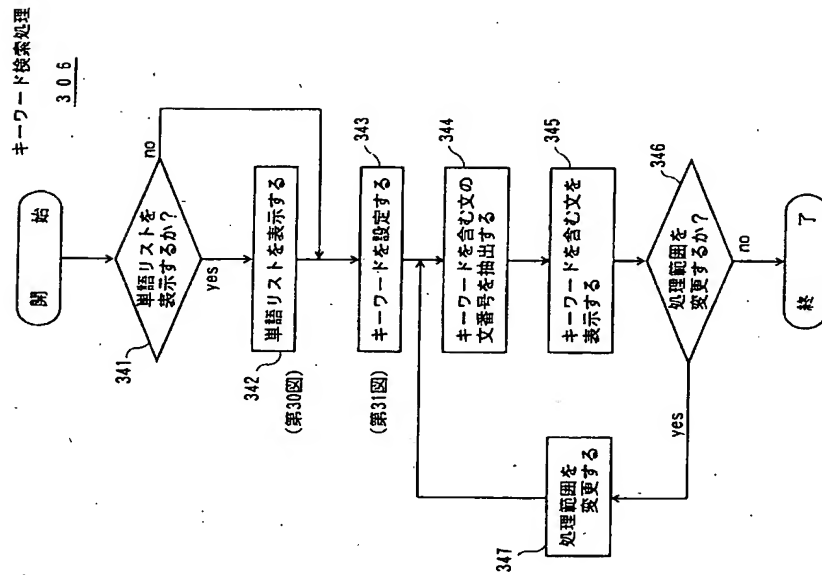 キーワード検索処理
306
開 始
単語リストを
表示するか?
341
no
yes
単語リストを表示する
342
(第30図)
キーワードを設定する
343
(第31図)
キーワードを含む文の
文番号を抽出する
344
キーワードを含む文を
表示する
345
処理範囲を
変更するか?
346
yes
no
処理範囲を
変更する
347
終 了